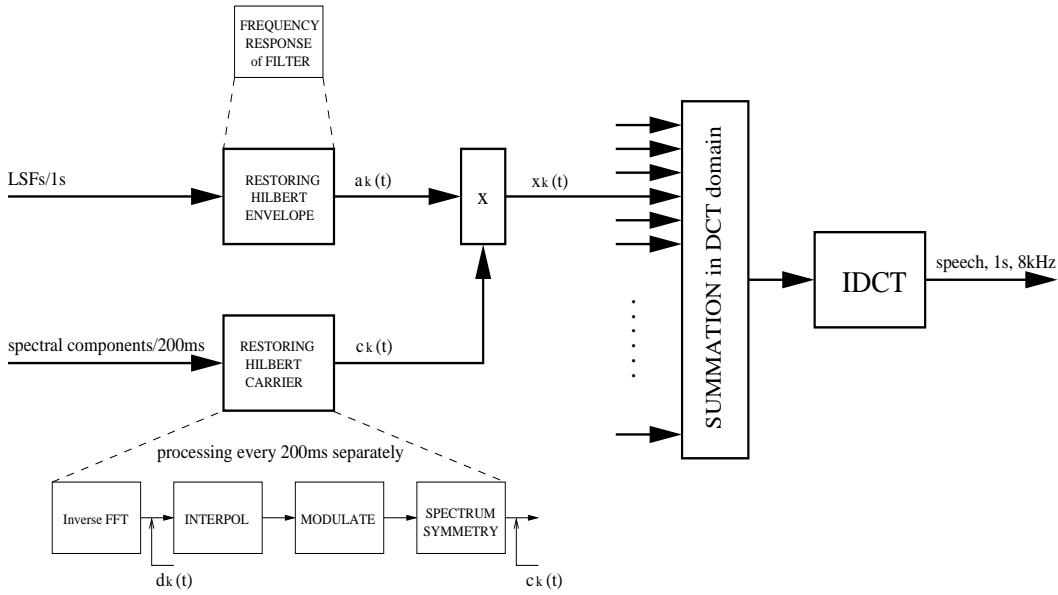 FREQUENCY
RESPONSE
of FILTER
LSFs/1s
RESTORING
HILBERT
ENVELOPE
ak(t)
x
xk(t)
SUMMATION in DCT domain
IDCT
speech, 1s, 8kHz
spectral components/200ms
RESTORING
HILBERT
CARRIER
ck(t)
processing every 200ms separately
Inverse FFT
INTERPOL
MODULATE
SPECTRUM
SYMMETRY
dk(t)
ck(t)